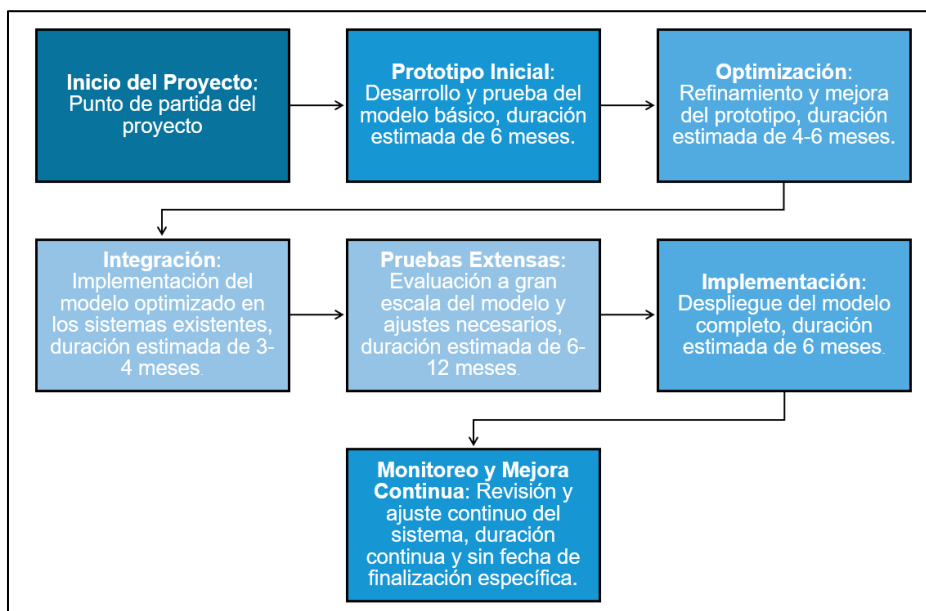 Inicio del Proyecto:
Punto de partida del
proyecto
Prototipo Inicial:
Desarrollo y prueba del
modelo básico, duración
estimada de 6 meses.
Optimización:
Refinamiento y mejora
del prototipo, duración
estimada de 4-6 meses.
Integración:
Implementación del
modelo optimizado en
los sistemas existentes,
duración estimada de 3-
4 meses.
Pruebas Extensas:
Evaluación a gran
escala del modelo y
ajustes necesarios,
duración estimada de 6-
12 meses.
Implementación:
Despliegue del modelo
completo, duración
estimada de 6 meses.
Monitoreo y Mejora
Continua: Revisión y
ajuste continuo del
sistema, duración
continua y sin fecha de
finalización específica.